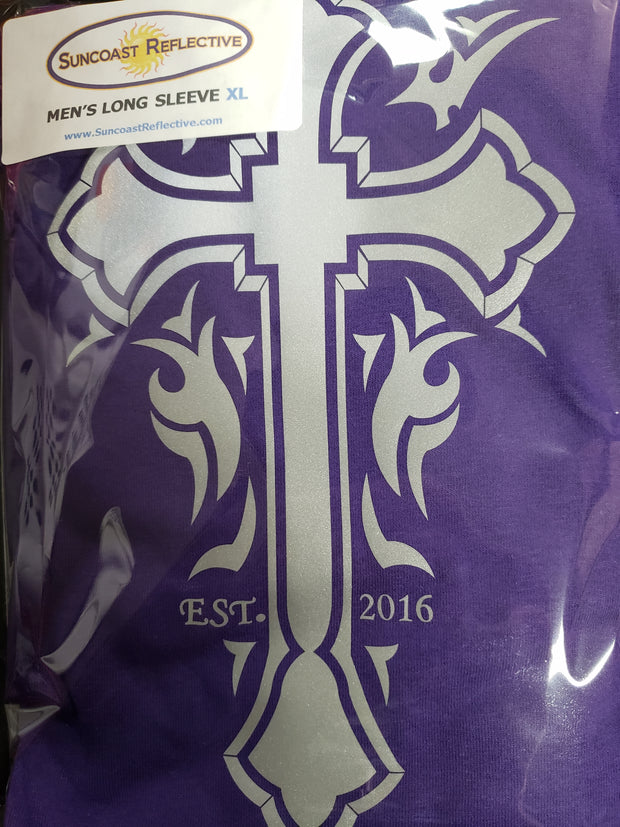 SUNCOAST REFLECTIVE
MEN'S LONG SLEEVE XL
www.SuncoastReflective.com
EST. 2016